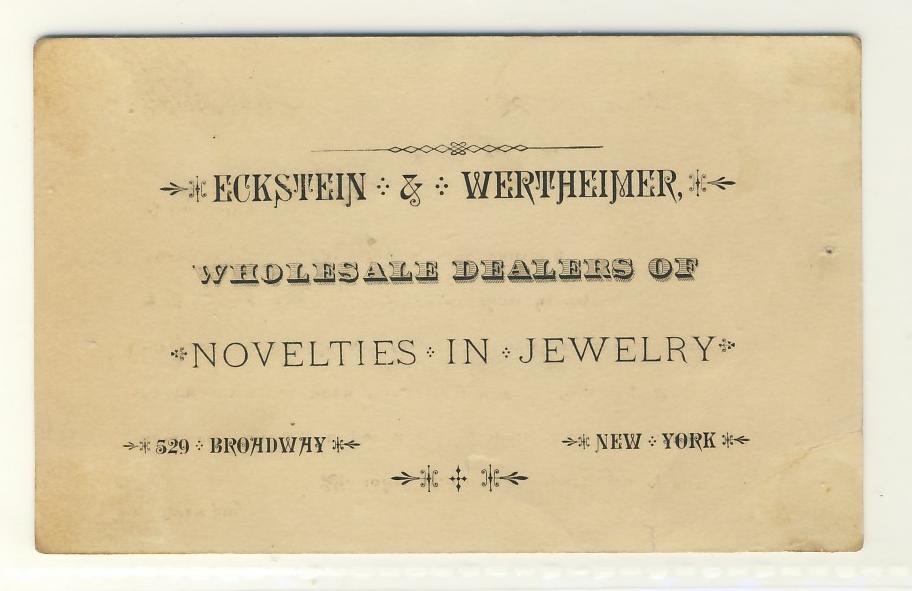 ECKSTEIN & WERTHEIMER,
WHOLESALE DEALERS OF
NOVELTIES IN JEWELRY
529 BROADWAY
NEW YORK